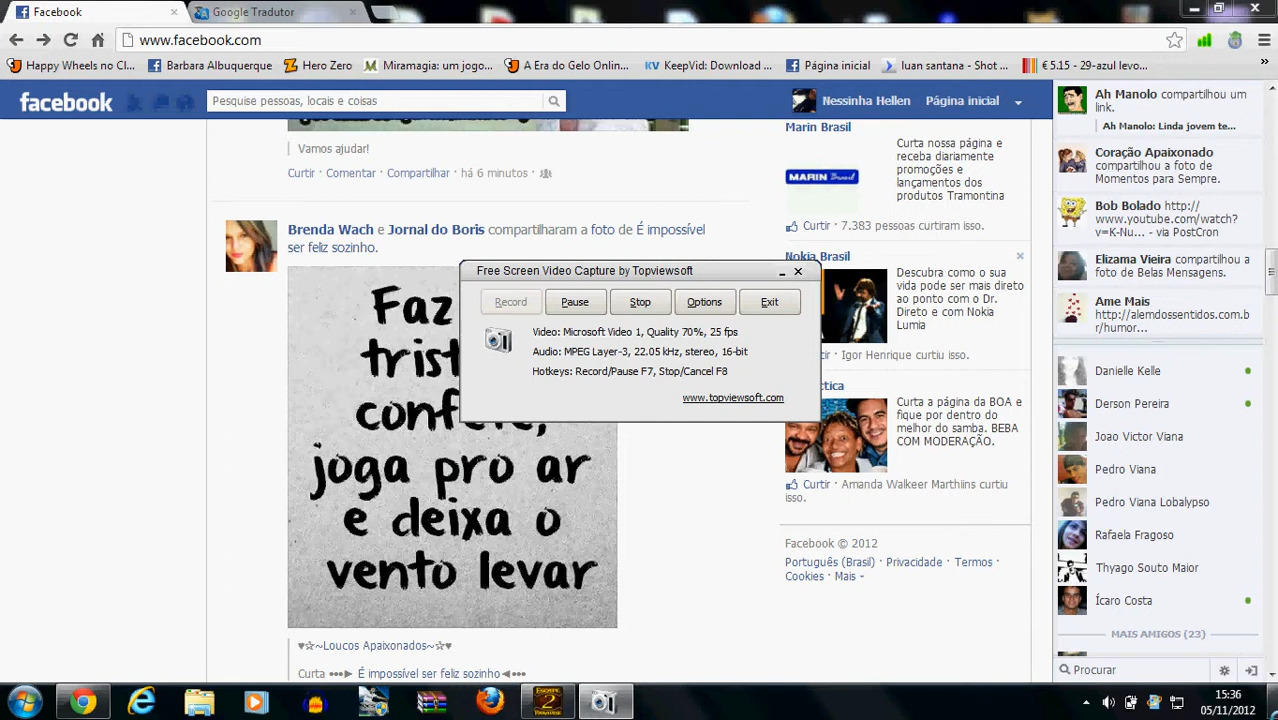 Facebook
Google Tradutor
www.facebook.com
Happy Wheels no Cl...
Barbara Albuquerque
Hero Zero
Miramagia: um jogo...
A Era do Gelo Onlin...
KeepVid: Download ...
Página inicial
luan santana - Shot ...
€ 5.15 - 29-azul levo...
facebook
Pesquise pessoas, locais e coisas
Nessinha Hellen
Página inicial
Vamos ajudar!
Curtir · Comentar · Compartilhar · há 6 minutos ·
Brenda Wach e Jornal do Boris compartilharam a foto de É impossível
ser feliz sozinho.
joga pro ar
e deixa o
vento levar
♥☆~Loucos Apaixonados~☆♥
Curta •••► É impossível ser feliz sozinho◄•••
Free Screen Video Capture by Topviewsoft
Record
Pause
Stop
Options
Exit
Video: Microsoft Video 1, Quality 70%, 25 fps
Audio: MPEG Layer-3, 22.05 kHz, stereo, 16-bit
Hotkeys: Record/Pause F7, Stop/Cancel F8
www.topviewsoft.com
Marin Brasil
MARIN Brasil
Curta nossa página e
receba diariamente
promoções e
lançamentos dos
produtos Tramontina
Curtir · 7.383 pessoas curtiram isso.
Nokia Brasil
Descubra como o sua
vida pode ser mais direto
ao ponto com o Dr.
Direto e com Nokia
Lumia
Igor Henrique curtiu isso.
Curta a página da BOA e
fique por dentro do
melhor do samba. BEBA
COM MODERAÇÃO.
Curtir · Amanda Walkeer Marthiins curtiu
isso.
Facebook © 2012
Português (Brasil) · Privacidade · Termos ·
Cookies · Mais
Ah Manolo compartilhou um
link.
Ah Manolo: Linda jovem te...
Coração Apaixonado
compartilhou a foto de
Momentos para Sempre.
Bob Bolado http://
www.youtube.com/watch?
v=K-Nu... - via PostCron
Elizama Vieira compartilhou a
foto de Belas Mensagens.
Ame Mais
http://alemdossentidos.com.b
r/humor...
Danielle Kelle
Derson Pereira
Joao Victor Viana
Pedro Viana
Pedro Viana Lobalypso
Rafaela Fragoso
Thyago Souto Maior
Ícaro Costa
MAIS AMIGOS (23)
Procurar
15:36
05/11/2012